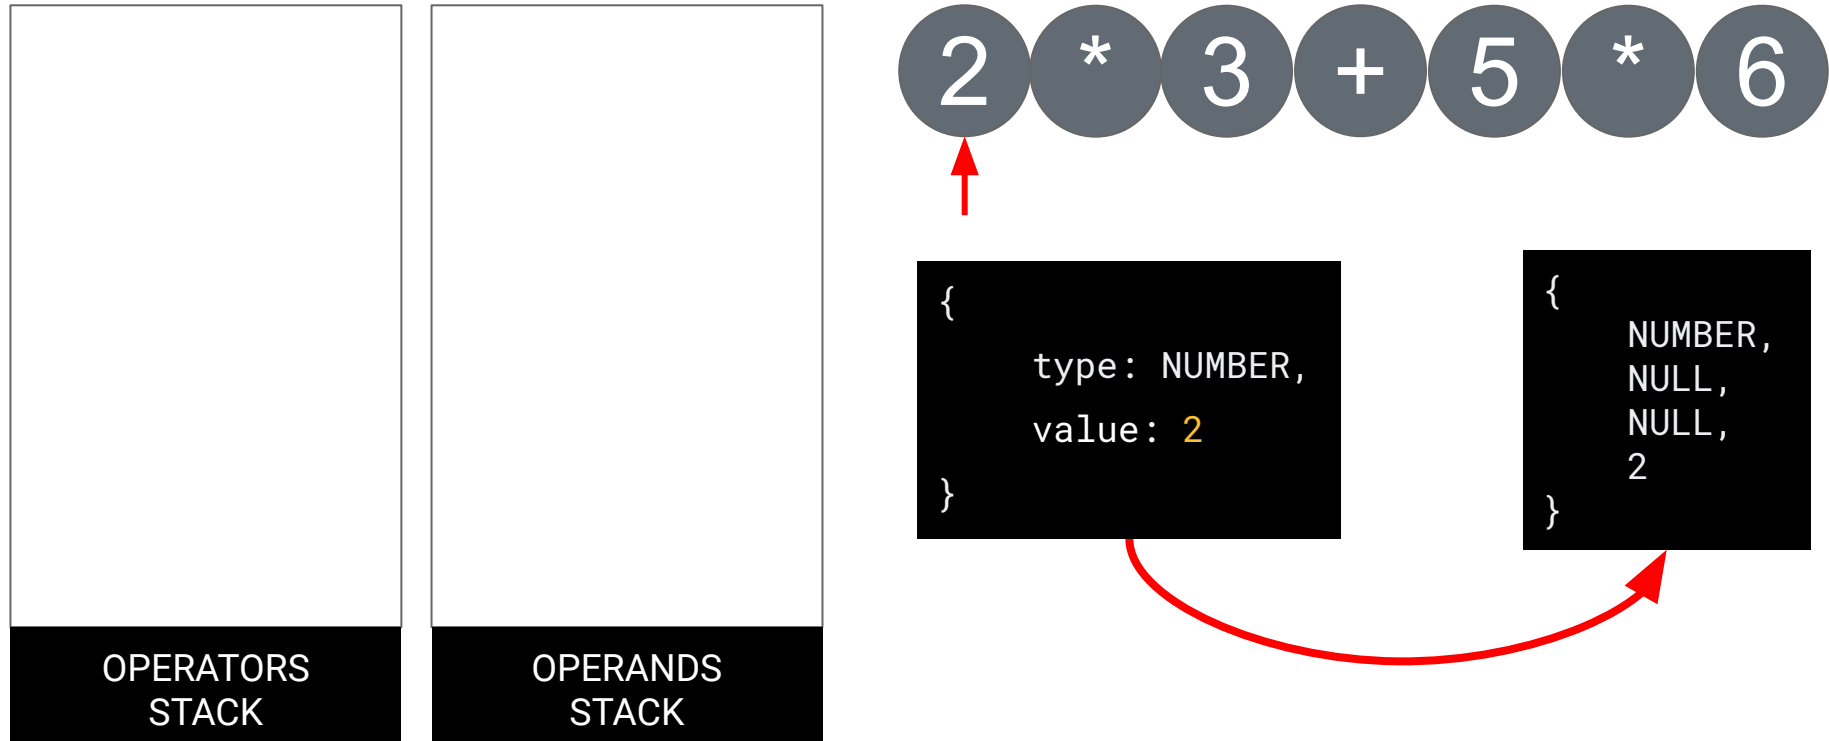 2 * 3 + 5 * 6
{
type: NUMBER,
value: 2
}
{
NUMBER,
NULL,
NULL,
2
}
OPERATORS
STACK
OPERANDS
STACK